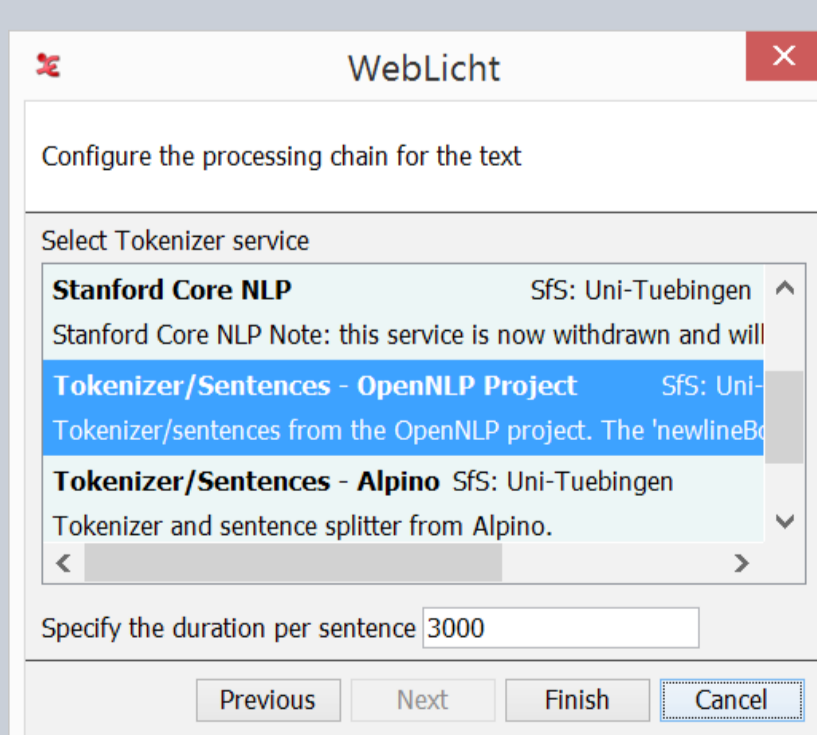 WebLicht
Configure the processing chain for the text
Select Tokenizer service
Stanford Core NLP SfS: Uni-Tuebingen
Stanford Core NLP Note: this service is now withdrawn and will
Tokenizer/Sentences - OpenNLP Project SfS: Uni-
Tokenizer/sentences from the OpenNLP project. The
Tokenizer/Sentences - Alpino SfS: Uni-Tuebingen
Tokenizer and sentence splitter from Alpino.
Specify the duration per sentence 3000
Previous Next Finish Cancel